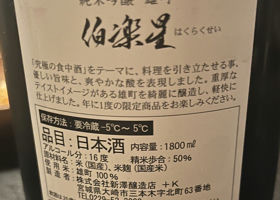 純米吟醸 雄町
伯楽星
はくらくせい
「究極の食中酒」をテーマに、料理を引き立たせる事、
優しい旨味と、爽やかな酸を表現しました。重厚な
テイストイメージがある雄町を綺麗に醸造し、軽快に
仕上げました。年に1度の限定商品をお楽しみください。
保存方法:要冷蔵-5℃~5℃
品目:日本酒 内容量:1800ml
アルコール分:16度 精米歩合:50%
原材料:米(国産)、米麹(国産米)
使用米:雄町 100%
製造者:株式会社新澤醸造店 +K
宮城県大崎市三本木字北町63番地